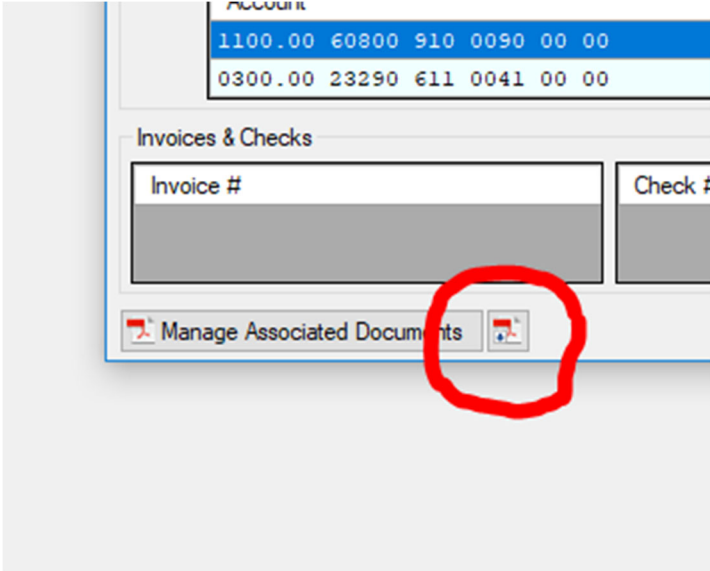 Account
1100.00 60800 910 0090 00 00
0300.00 23290 611 0041 00 00
Invoices & Checks
Invoice #
Check #
Manage Associated Documents